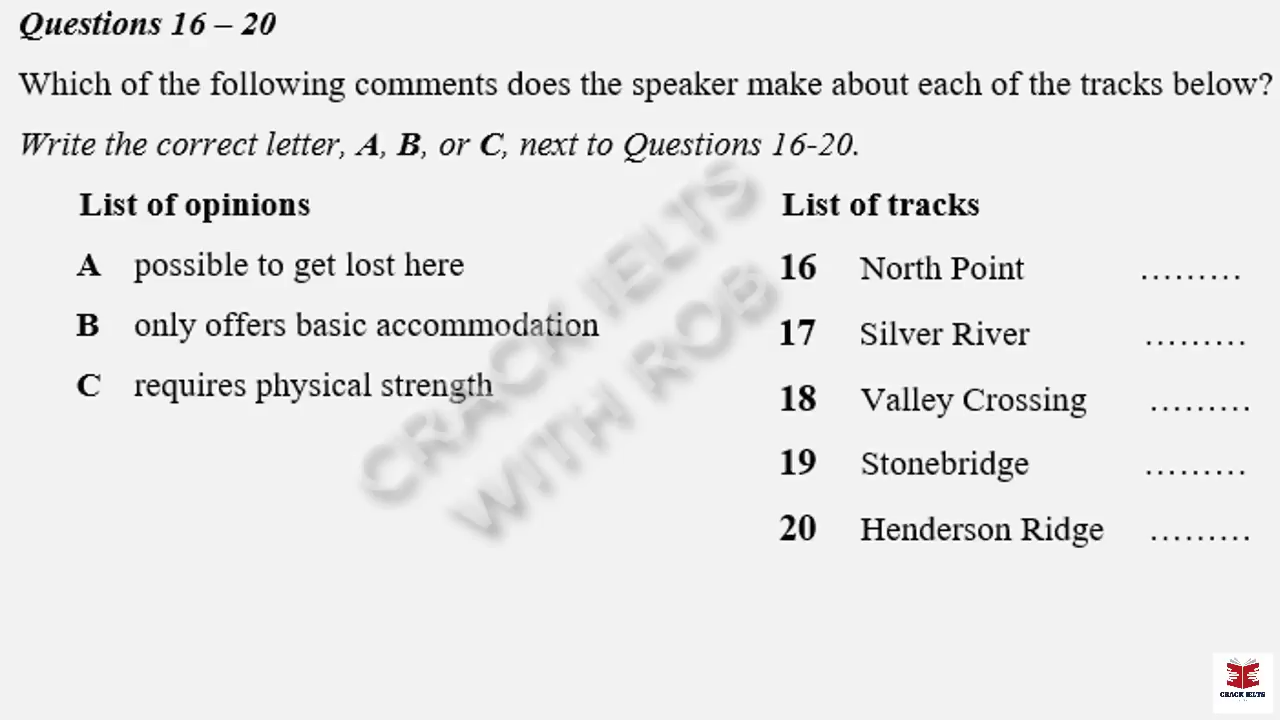 Questions 16 – 20
Which of the following comments does the speaker make about each of the tracks below?
Write the correct letter, A, B, or C, next to Questions 16-20.
List of opinions
A possible to get lost here
B only offers basic accommodation
C requires physical strength
List of tracks
16 North Point ………
17 Silver River ………
18 Valley Crossing ………
19 Stonebridge ………
20 Henderson Ridge ………
CRACK IELTS
WITH ROB
CRACK IELTS